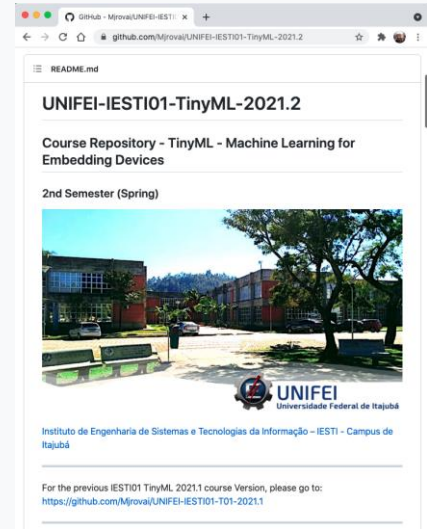 GitHub - Mjrovai/UNIFEI-IESTI
github.com/Mjrovai/UNIFEI-IESTI01-TinyML-2021.2
README.md
UNIFEI-IESTI01-TinyML-2021.2
Course Repository - TinyML - Machine Learning for
Embedding Devices
2nd Semester (Spring)
UNIFEI
Universidade Federal de Itajubá
Instituto de Engenharia de Sistemas e Tecnologias da Informação – IESTI - Campus de
Itajubá
For the previous IESTI01 TinyML 2021.1 course Version, please go to:
https://github.com/Mjrovai/UNIFEI-IESTI01-T01-2021.1